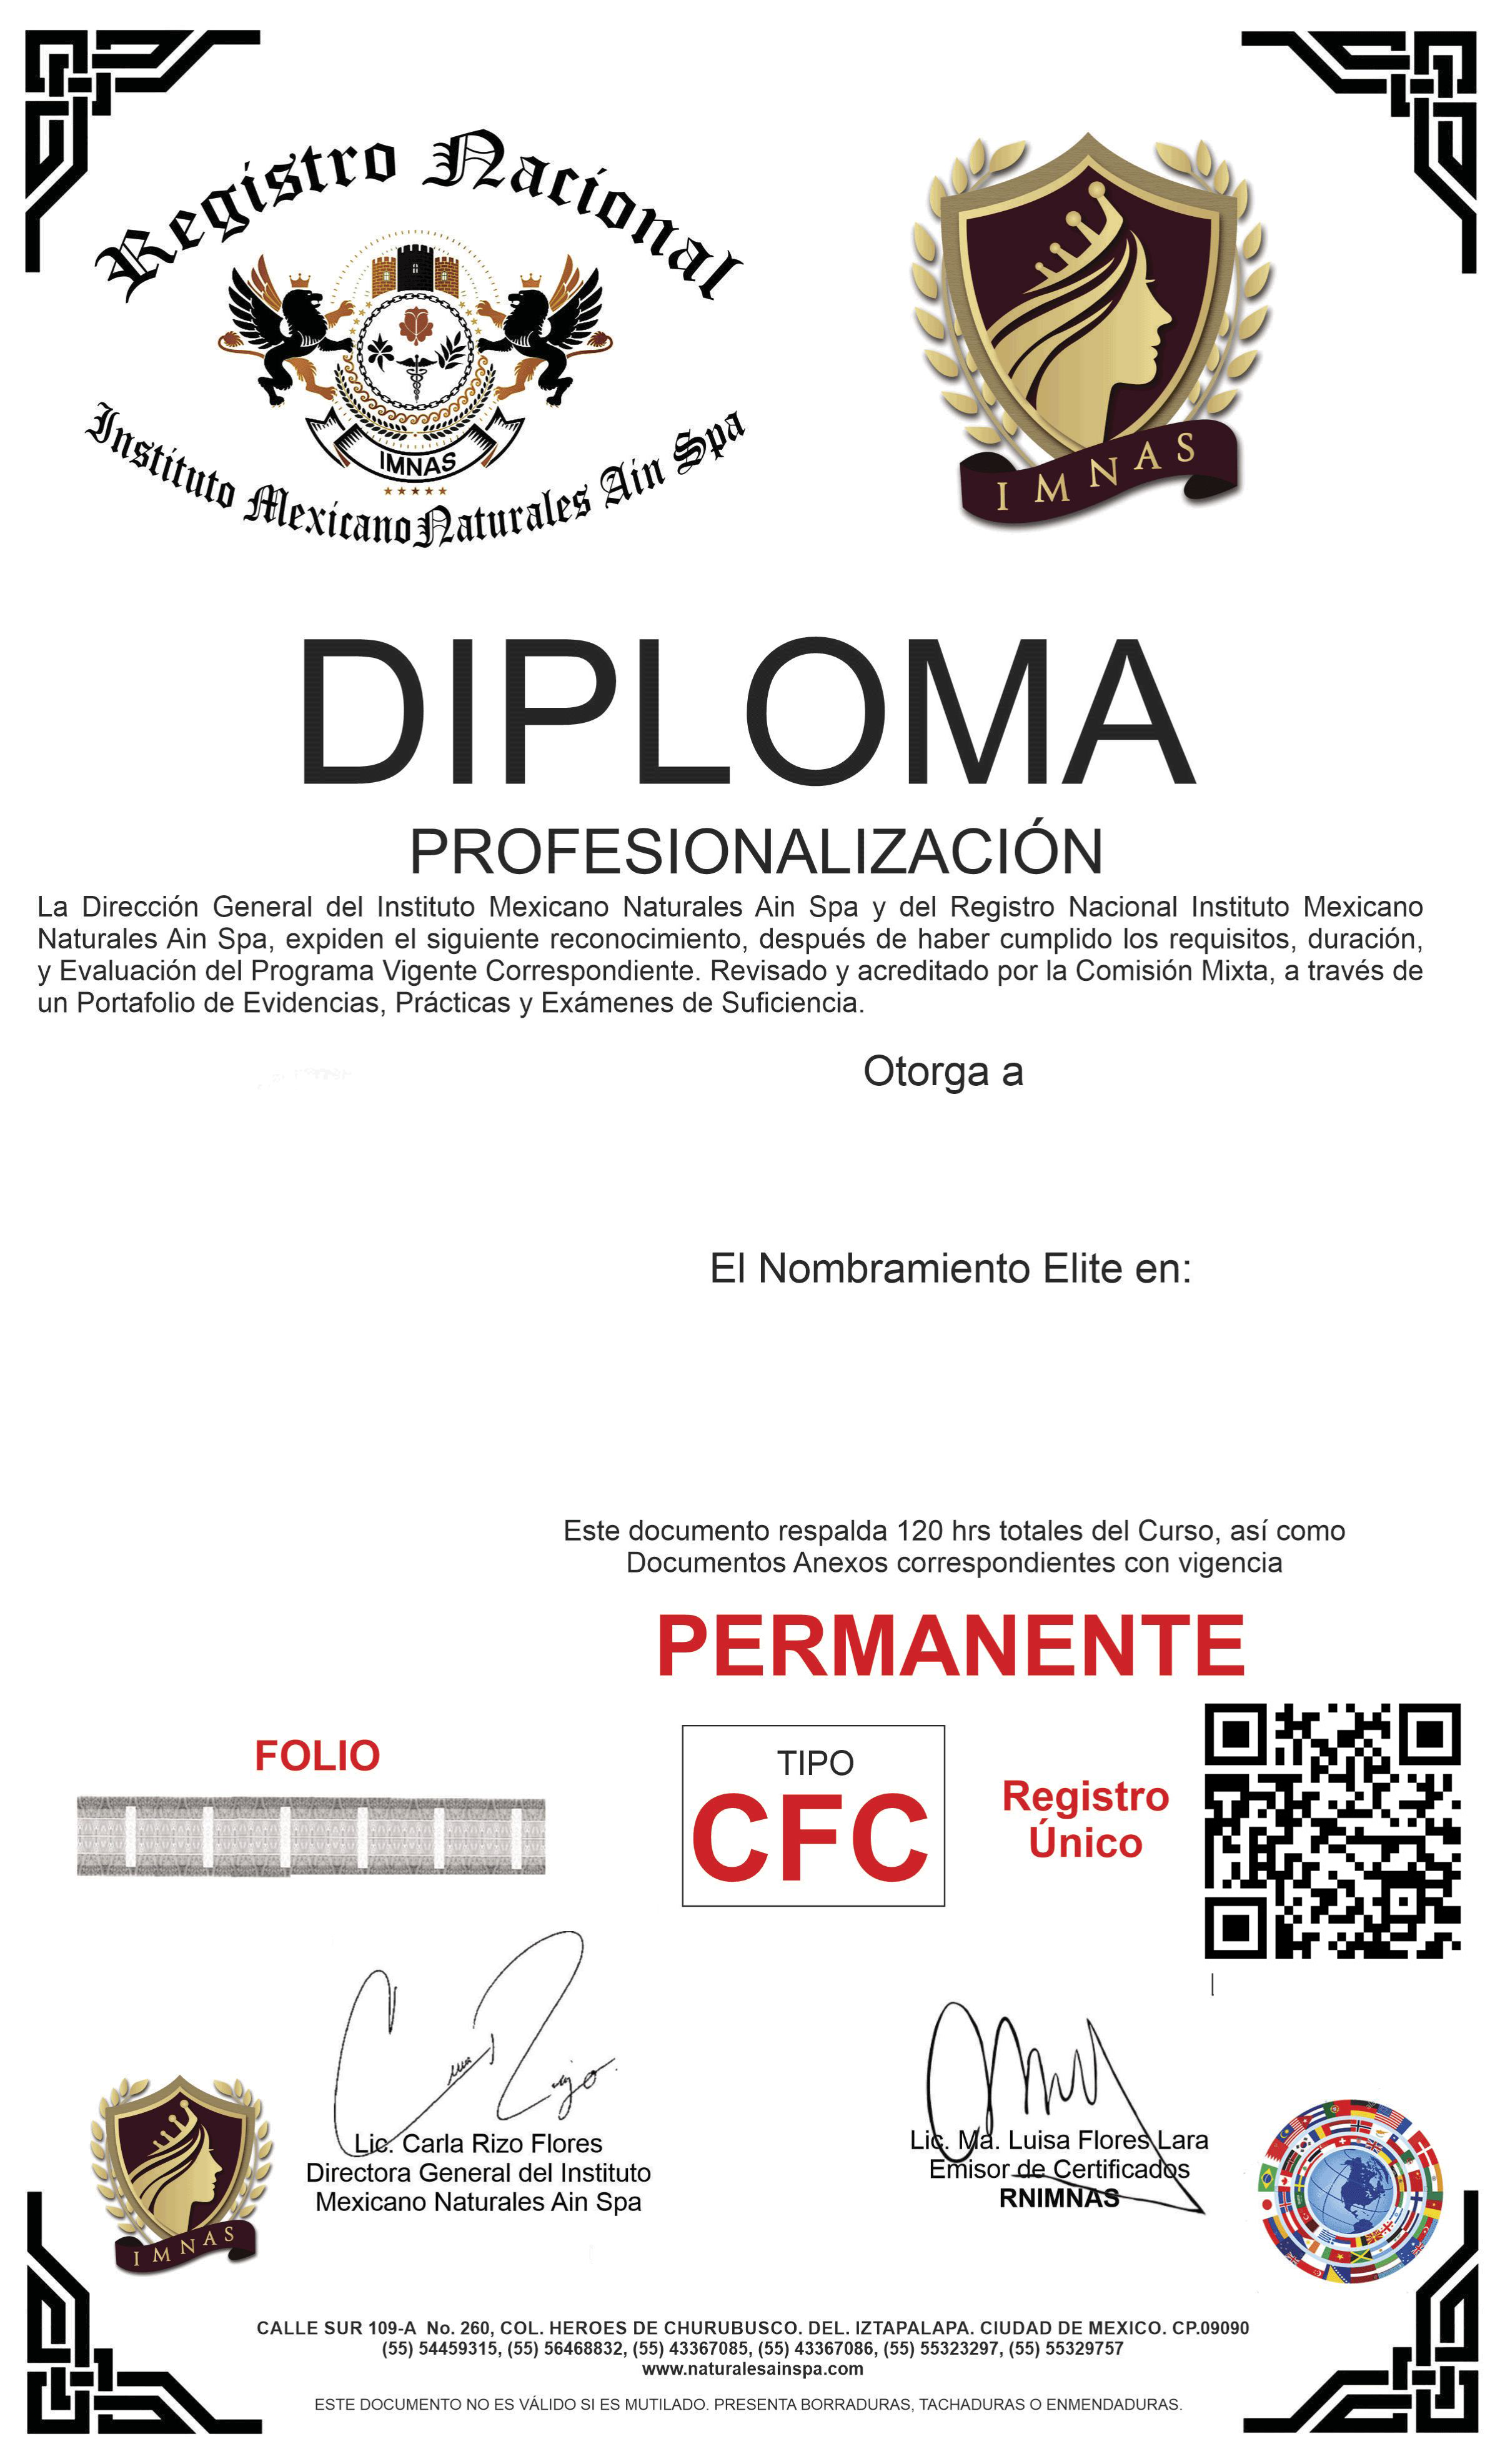 Registro Nacional
IMNAS
Instituto Mexicano Naturales Ain Spa
IMNAS
DIPLOMA
PROFESIONALIZACIÓN
La Dirección General del Instituto Mexicano Naturales Ain Spa y del Registro Nacional Instituto Mexicano
Naturales Ain Spa, expiden el siguiente reconocimiento, después de haber cumplido los requisitos, duración,
y Evaluación del Programa Vigente Correspondiente. Revisado y acreditado por la Comisión Mixta, a través de
un Portafolio de Evidencias, Prácticas y Exámenes de Suficiencia.
Otorga a
El Nombramiento Elite en:
Este documento respalda 120 hrs totales del Curso, así como
Documentos Anexos correspondientes con vigencia
PERMANENTE
FOLIO
TIPO
CFC
Registro
Único
Lic. Carla Rizo Flores
Directora General del Instituto
Mexicano Naturales Ain Spa
Lic. Ma. Luisa Flores Lara
Emisor de Certificados
RNIMNAS
IMNAS
CALLE SUR 109-A No. 260, COL. HEROES DE CHURUBUSCO. DEL. IZTAPALAPA. CIUDAD DE MEXICO. CP.09090
(55) 54459315, (55) 56468832, (55) 43367085, (55) 43367086, (55) 55323297, (55) 55329757
www.naturalesainspa.com
ESTE DOCUMENTO NO ES VÁLIDO SI ES MUTILADO. PRESENTA BORRADURAS, TACHADURAS O ENMENDADURAS.